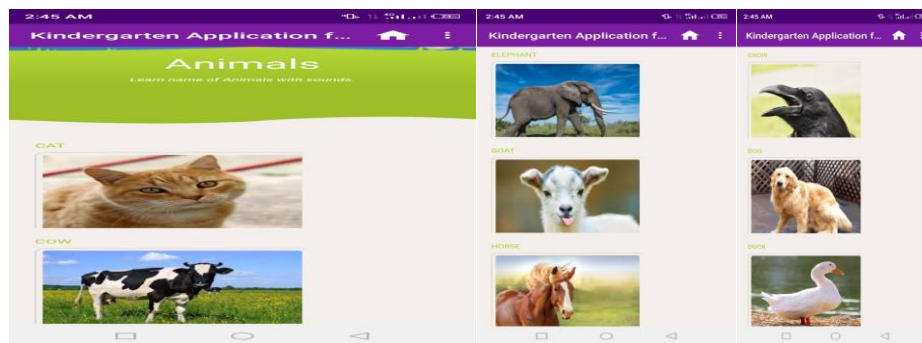 2:45 AM
Kindergarten Application f...
Animals
Learn name of Animals with sounds.
CAT
COW
2:45 AM
Kindergarten Application f...
ELEPHANT
GOAT
HORSE
2:45 AM
Kindergarten Application f...
CROW
DOG
DUCK